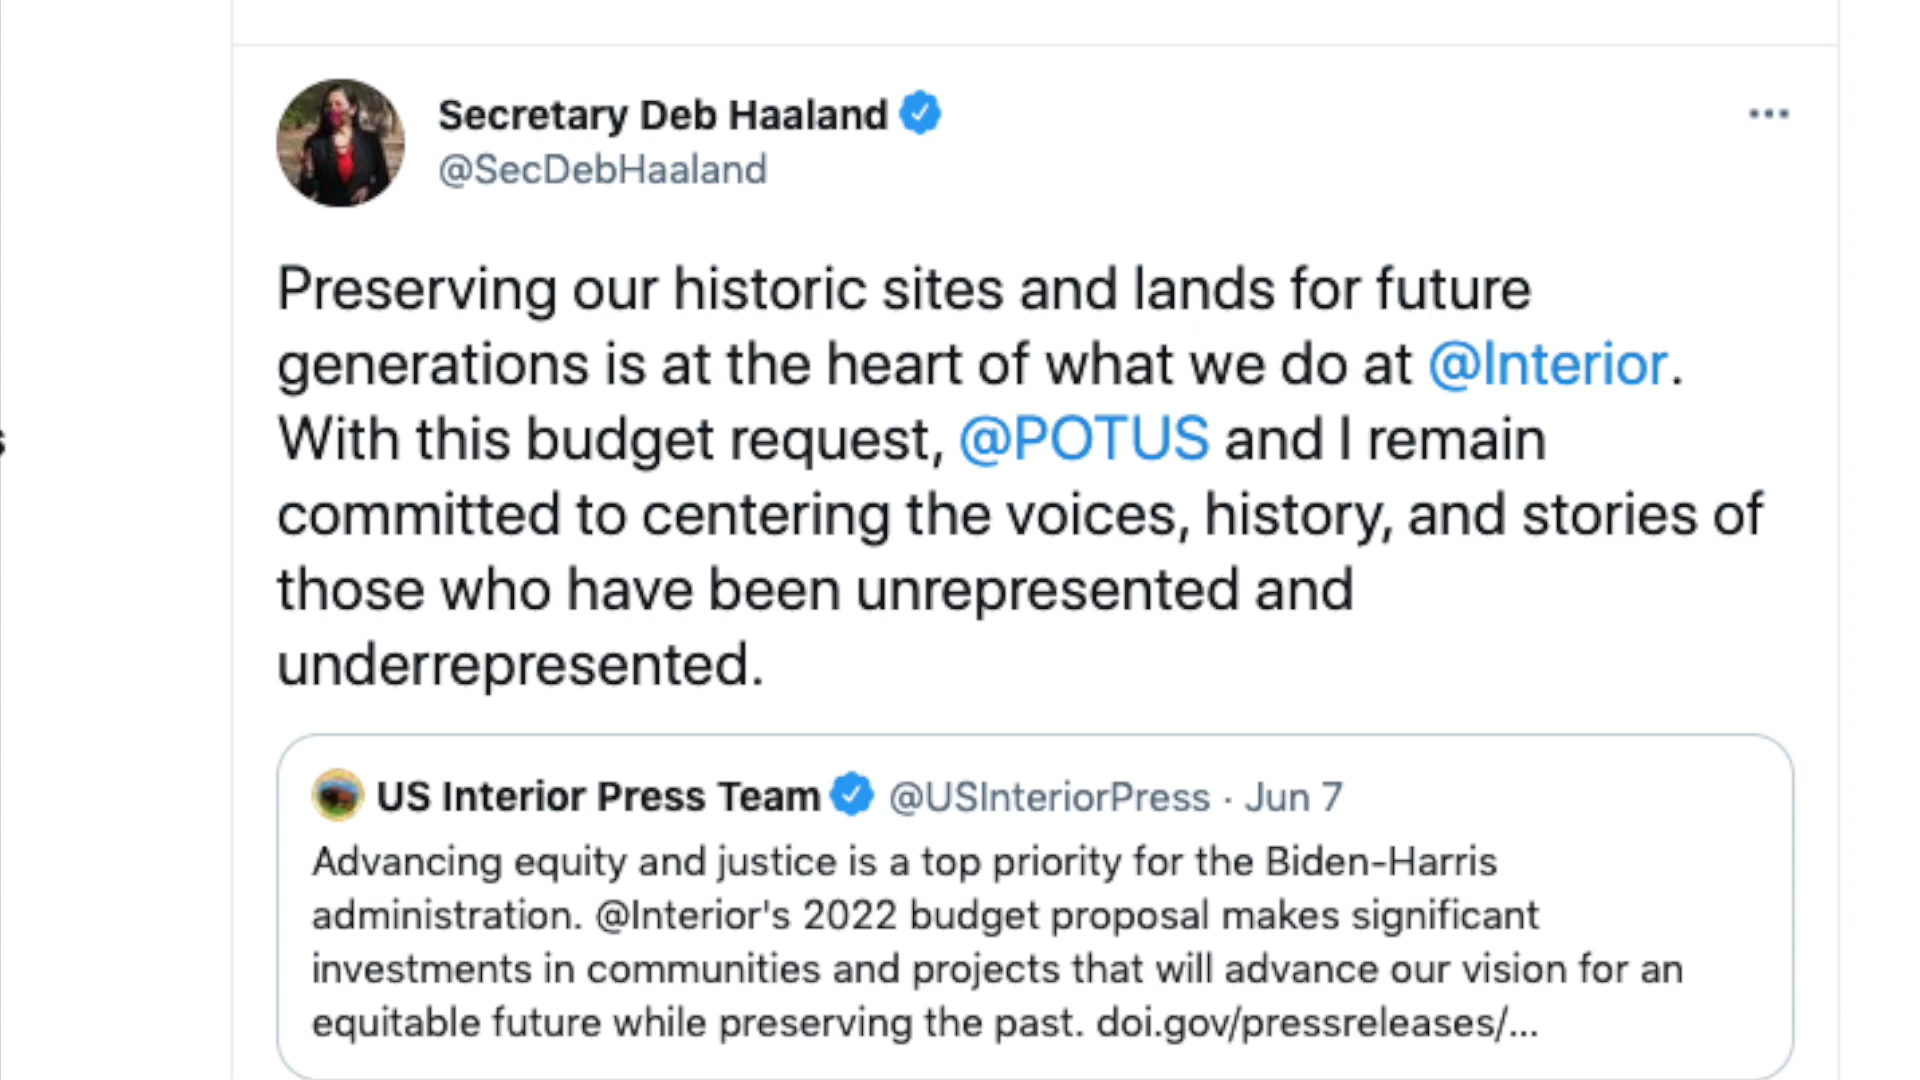 Secretary Deb Haaland
@SecDebHaaland
Preserving our historic sites and lands for future
generations is at the heart of what we do at @Interior.
With this budget request, @POTUS and I remain
committed to centering the voices, history, and stories of
those who have been unrepresented and
underrepresented.
US Interior Press Team @USInteriorPress · Jun 7
Advancing equity and justice is a top priority for the Biden-Harris
administration. @Interior's 2022 budget proposal makes significant
investments in communities and projects that will advance our vision for an
equitable future while preserving the past. doi.gov/pressreleases/...